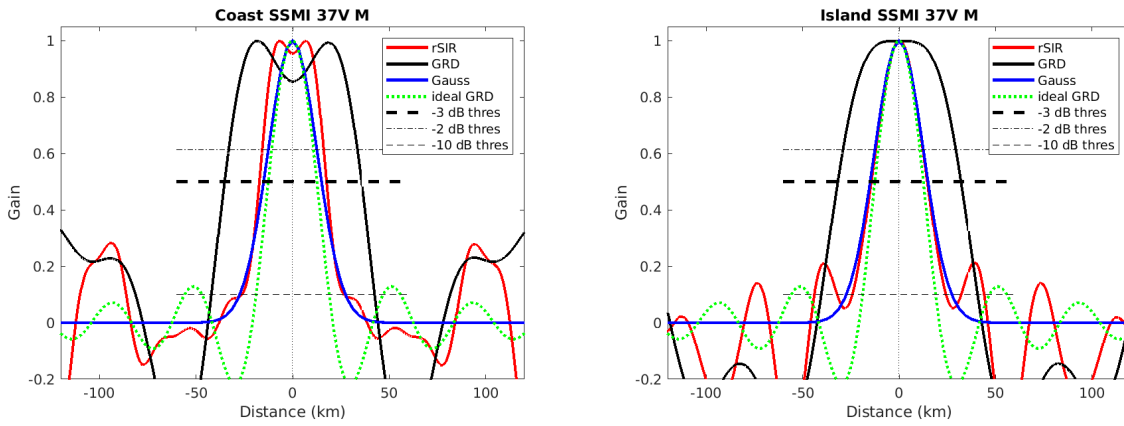 Coast SSMI 37V M
1
0.8
0.6
0.4
0.2
0
-0.2
Gain
-100
-50
0
50
100
Distance (km)
rSIR
GRD
Gauss
ideal GRD
-3 dB thres
-2 dB thres
-10 dB thres
Island SSMI 37V M
1
0.8
0.6
0.4
0.2
0
-0.2
Gain
-100
-50
0
50
100
Distance (km)
rSIR
GRD
Gauss
ideal GRD
-3 dB thres
-2 dB thres
-10 dB thres